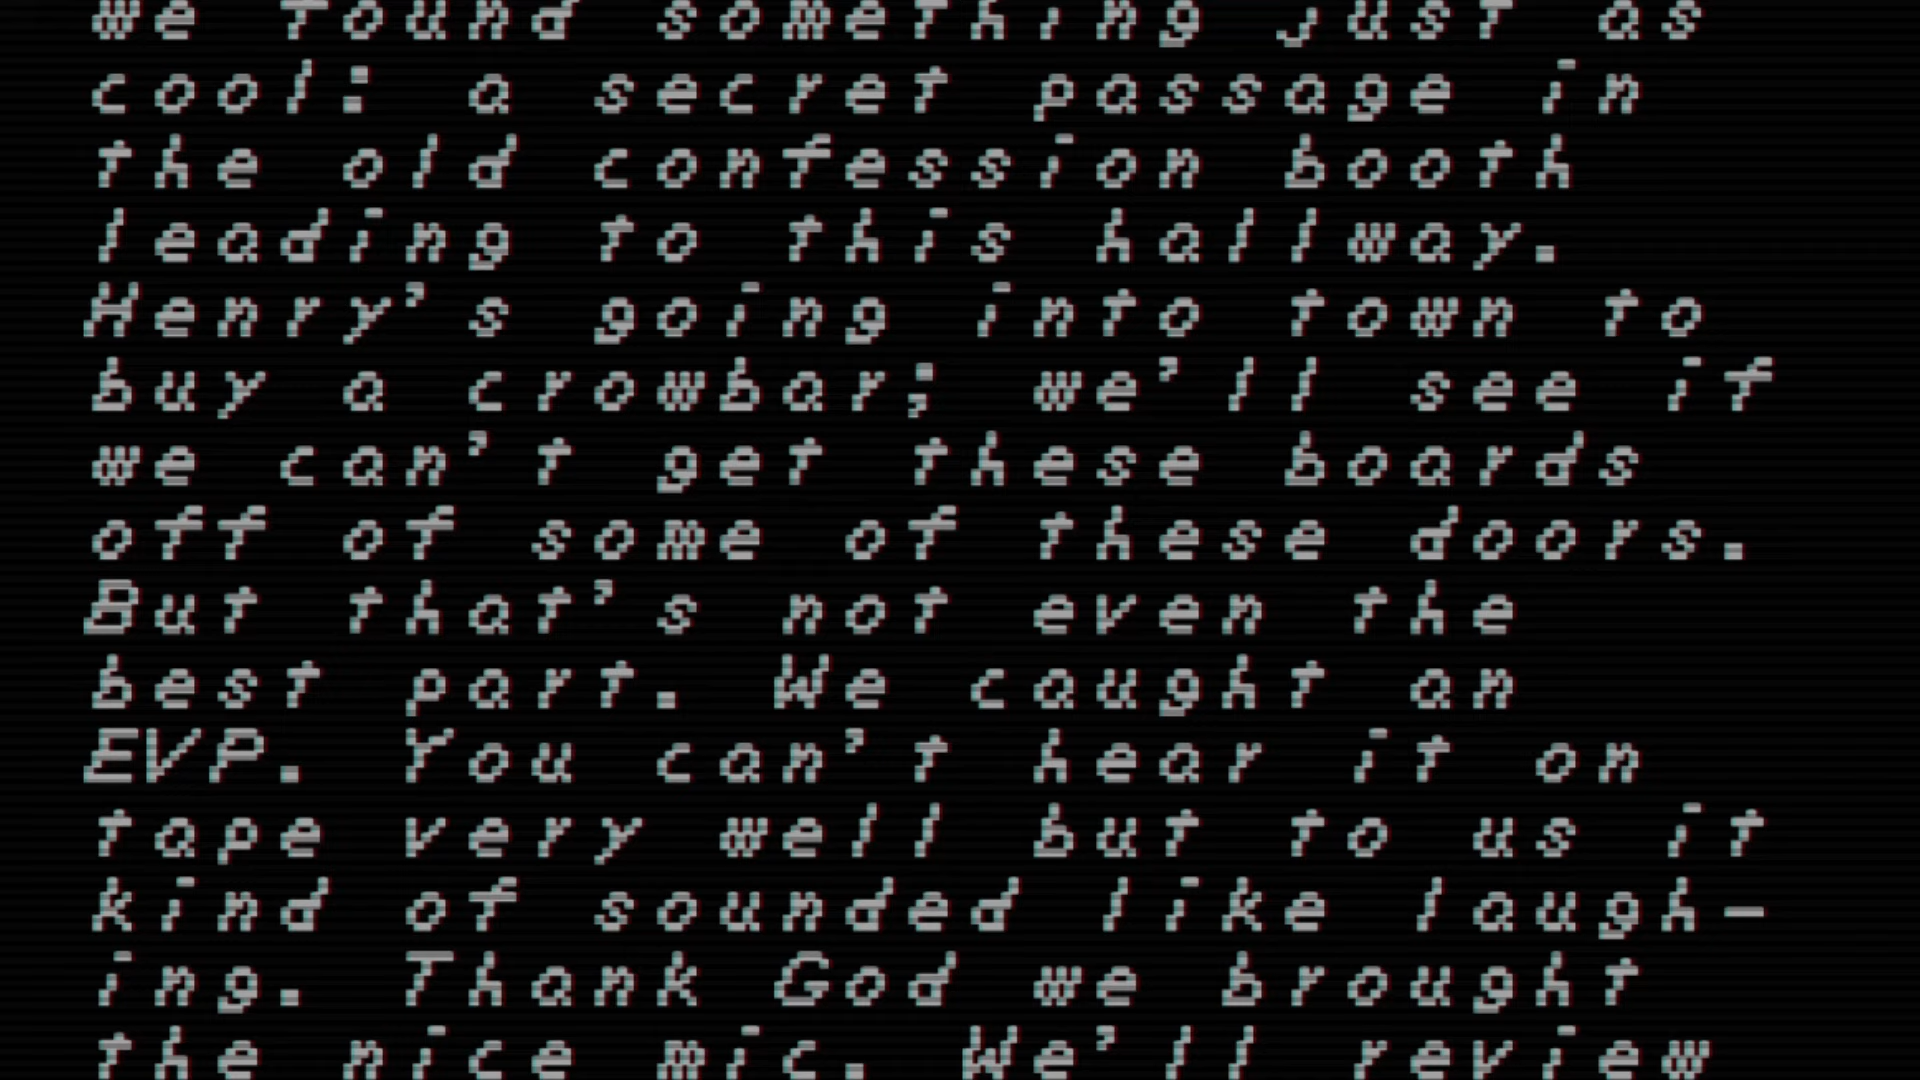 we found something just as
cool: a secret passage in
the old confession booth
leading to this hallway.
Henry's going into town to
buy a crowbar; we'll see if
we can't get these boards
off of some of these doors.
But that's not even the
best part. We caught an
EVP. You can't hear it on
tape very well but to us it
kind of sounded like laugh-
ing. Thank God we brought
the nice mic. We'll review